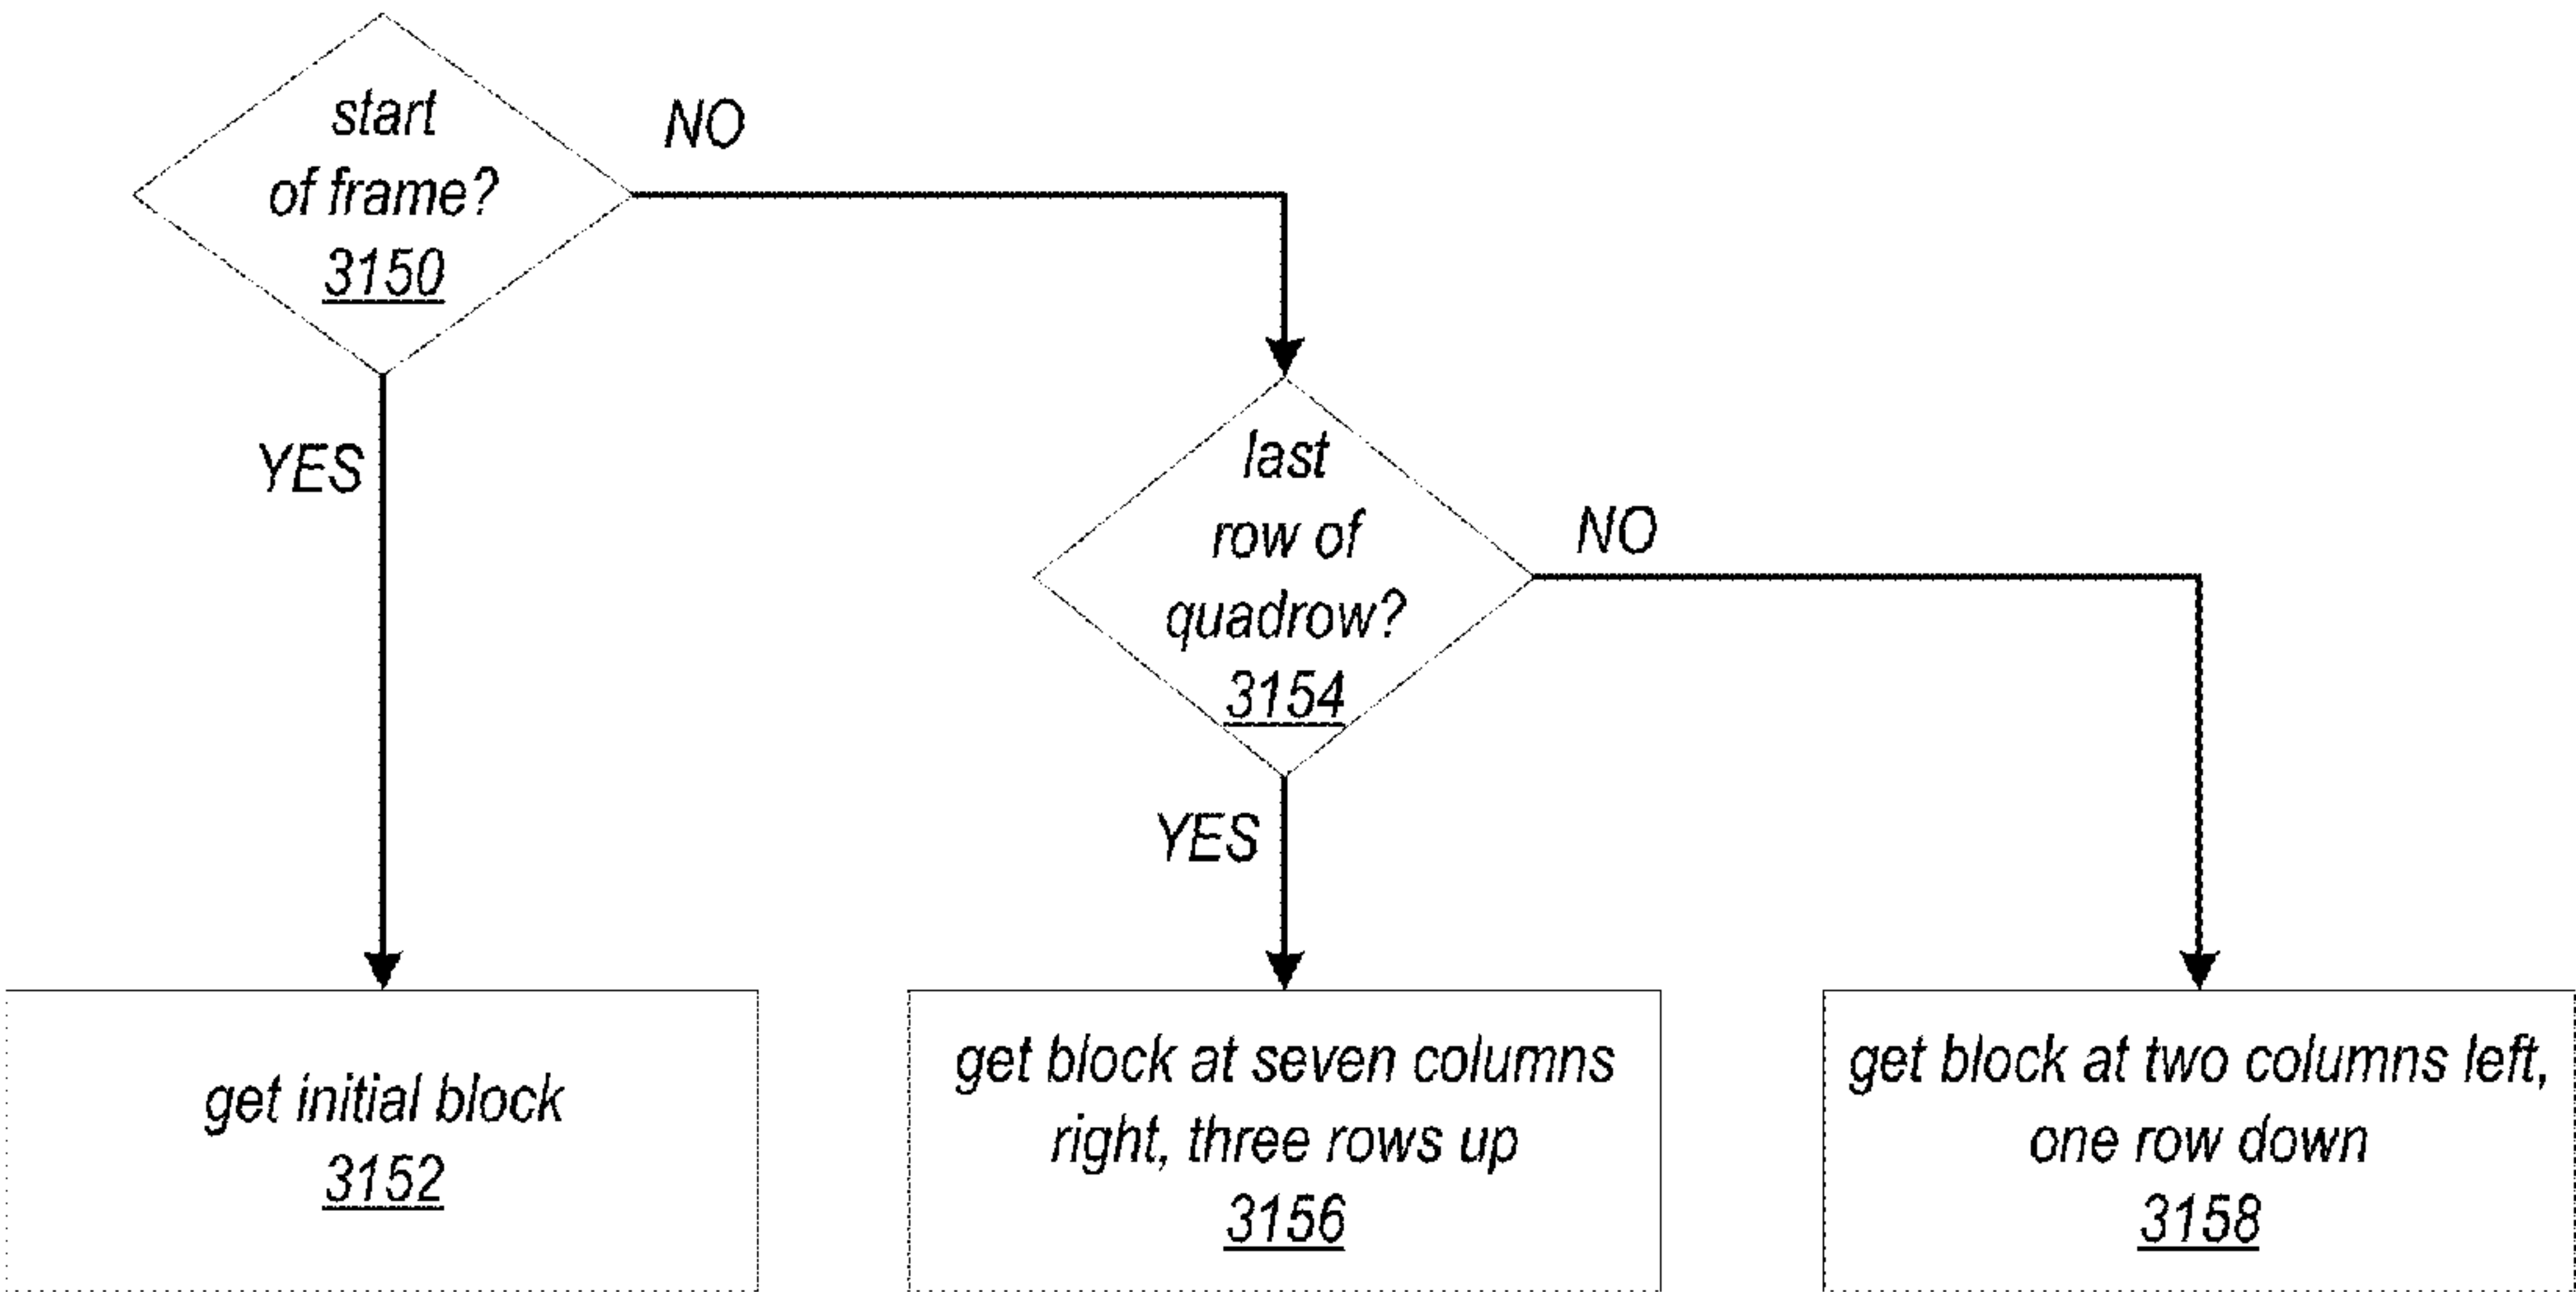 start
of frame?
3150
NO
YES
last
row of
quadrow?
3154
NO
YES
get initial block
3152
get block at seven columns
right, three rows up
3156
get block at two columns left,
one row down
3158